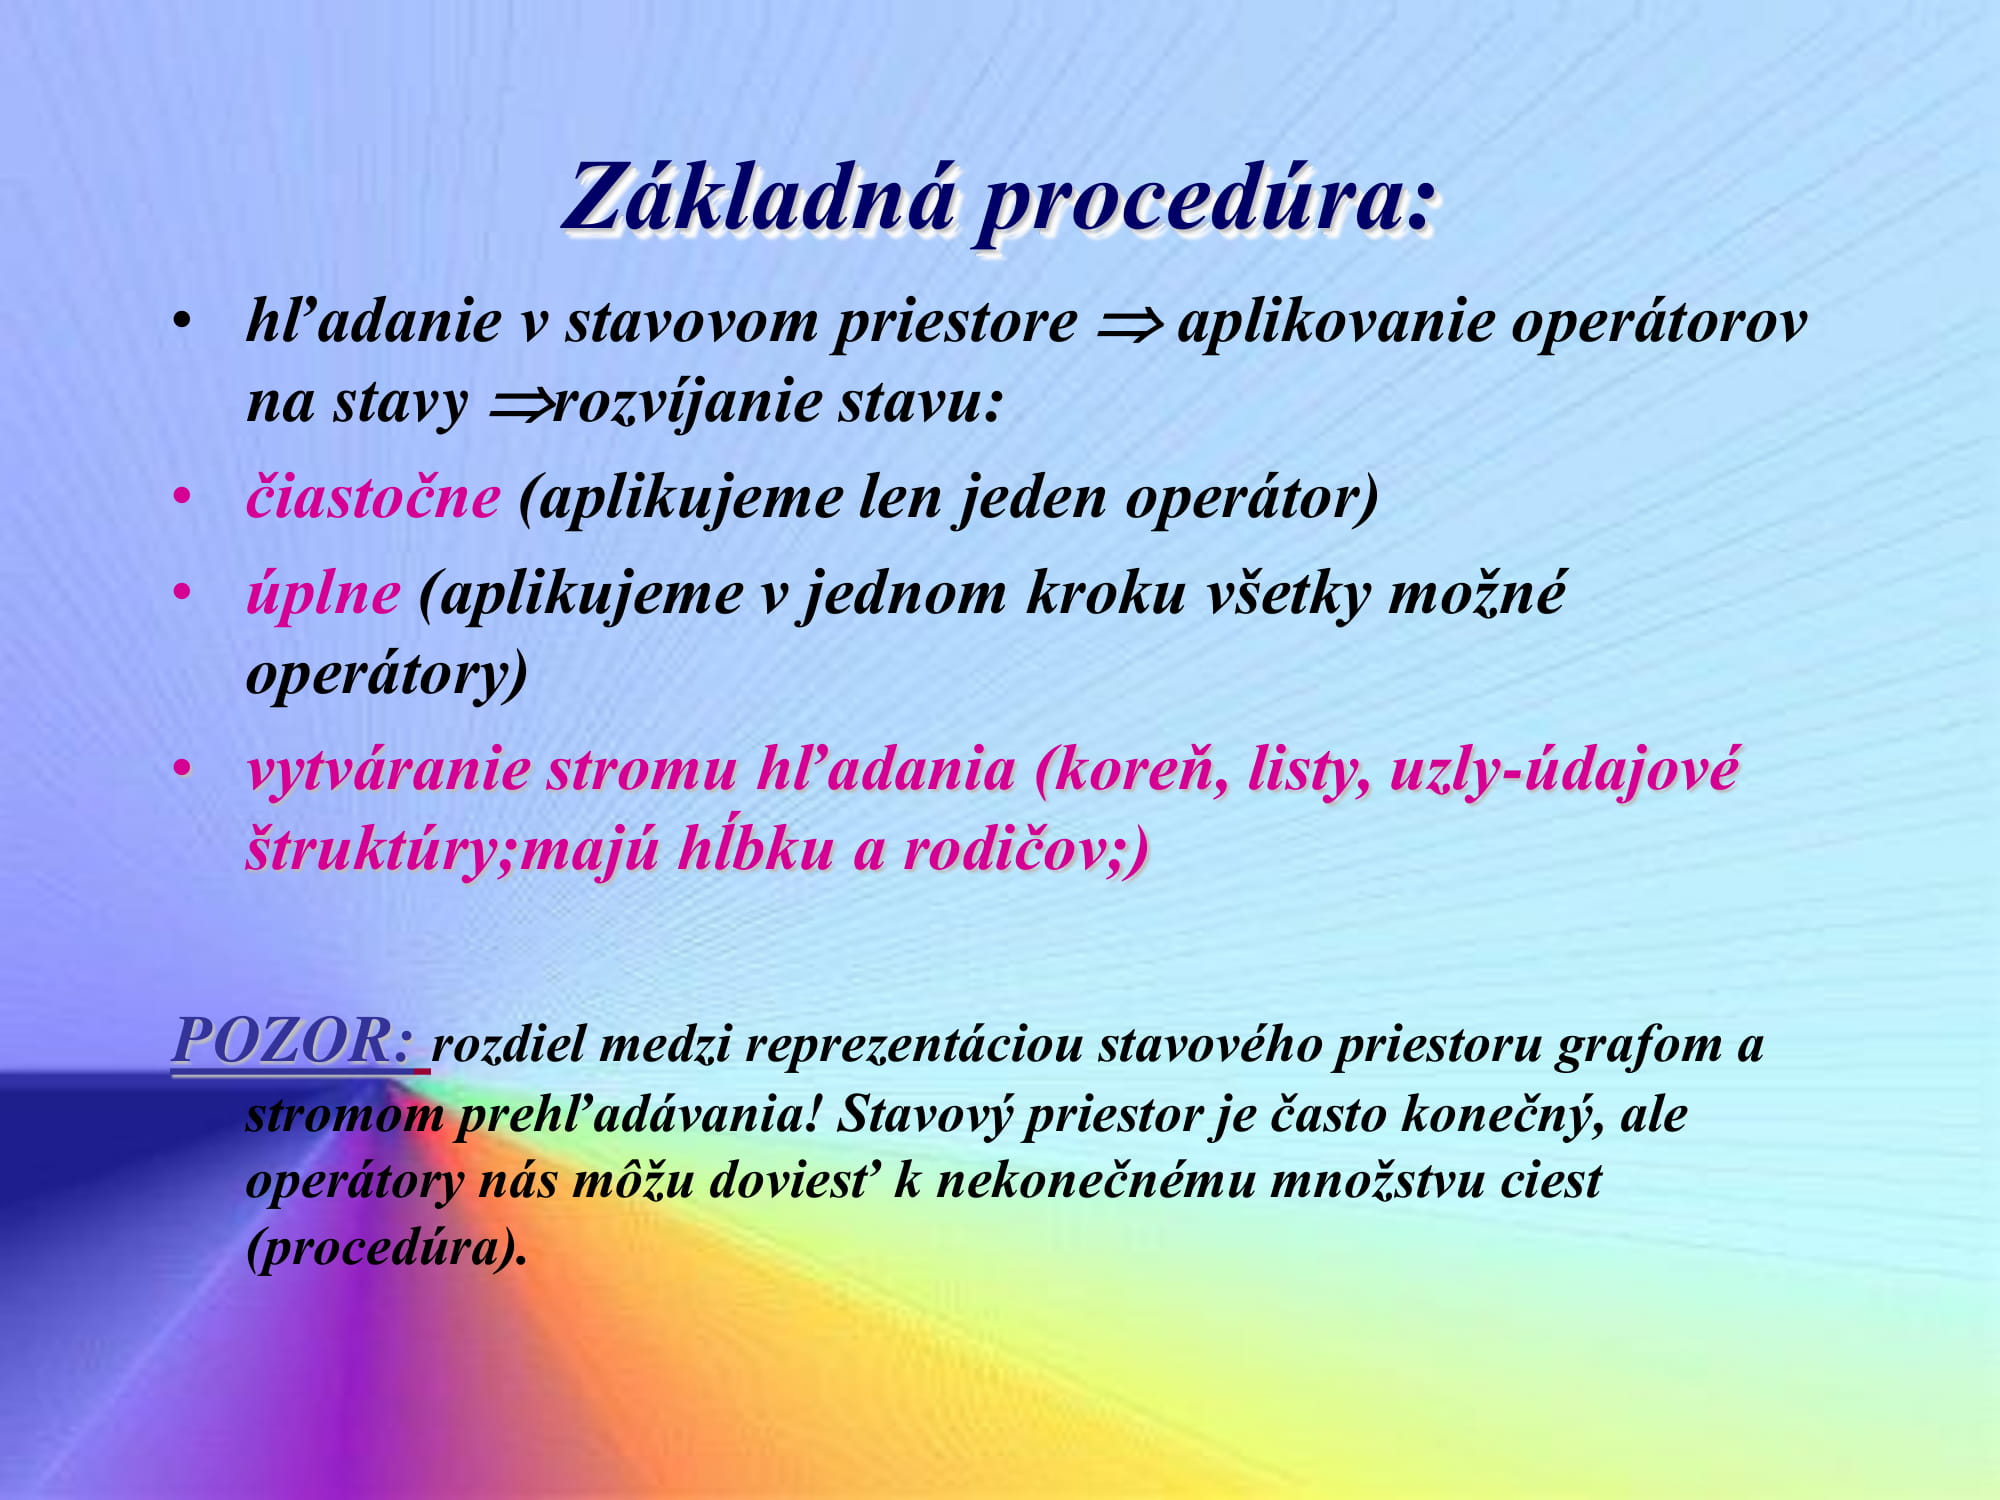 Základná procedúra:
• hľadanie v stavovom priestore ⇒ aplikovanie operátorov
na stavy ⇒rozvíjanie stavu:
• čiastočne (aplikujeme len jeden operátor)
• úplne (aplikujeme v jednom kroku všetky možné
operátory)
• vytváranie stromu hľadania (koreň, listy, uzly-údajové
štruktúry;majú hĺbku a rodičov;)
POZOR: rozdiel medzi reprezentáciou stavového priestoru grafom a
stromom prehľadávania! Stavový priestor je často konečný, ale
operátory nás môžu doviesť k nekonečnému množstvu ciest
(procedúra).